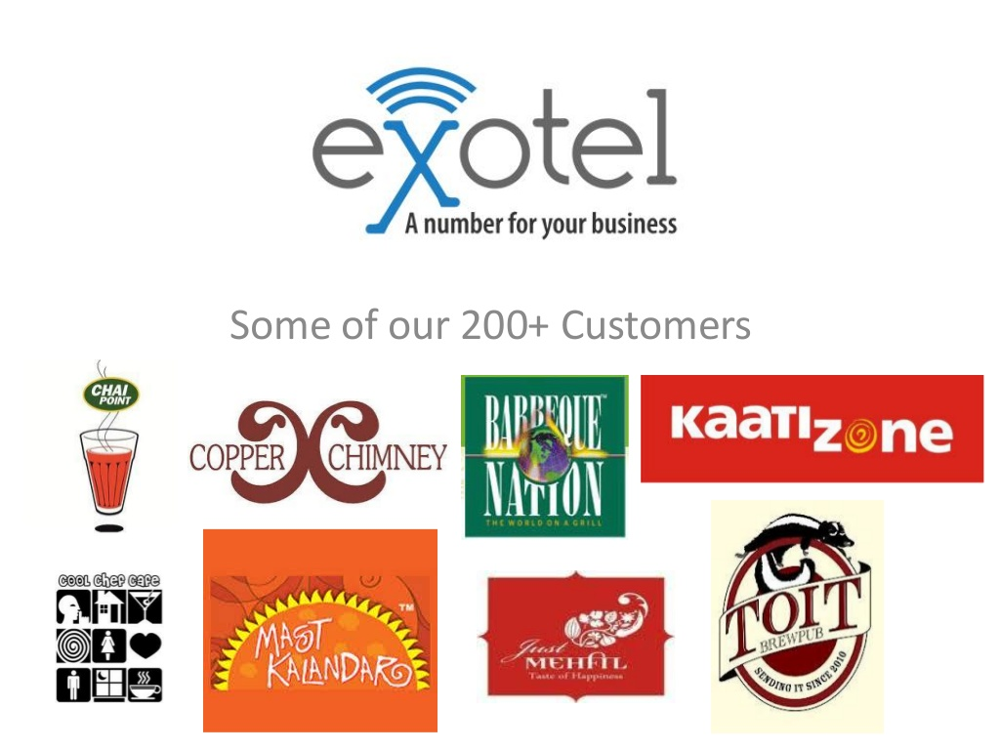 exotel
A number for your business
Some of our 200+ Customers
CHAI
POINT
COPPER CHIMNEY
BARBEQUE
NATION
THE WORLD ON A GRILL
KaaTI
zone
COOL chef cafe
MAST
KALANDAR
TM
Just
MEHFIL
Taste of Happiness
TOIT
BREWPUB
SENDING IT SINCE 2010